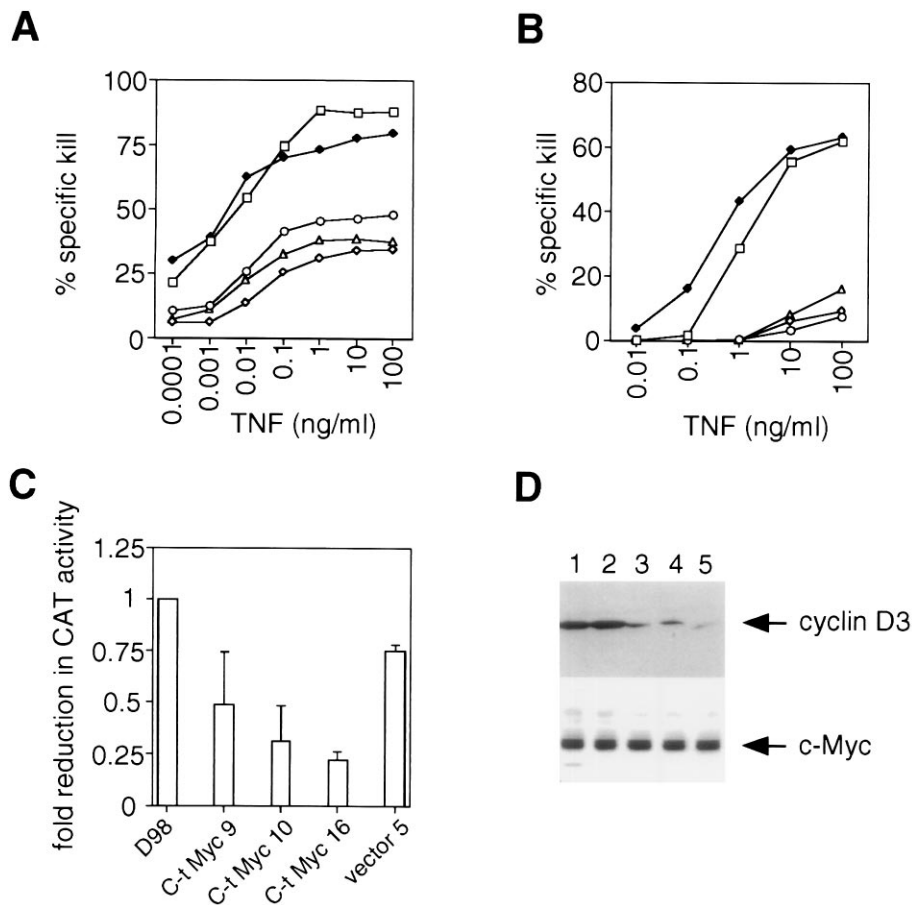 A
% specific kill
100
75
50
25
0
0.0001
0.001
0.01
0.1
1
10
100
TNF (ng/ml)
B
% specific kill
80
60
40
20
0
0.01
0.1
1
10
100
TNF (ng/ml)
C
fold reduction in CAT activity
1.25
1
0.75
0.5
0.25
0
D98
C-t Myc 9
C-t Myc 10
C-t Myc 16
vector 5
D
1 2 3 4 5
cyclin D3
c-Myc